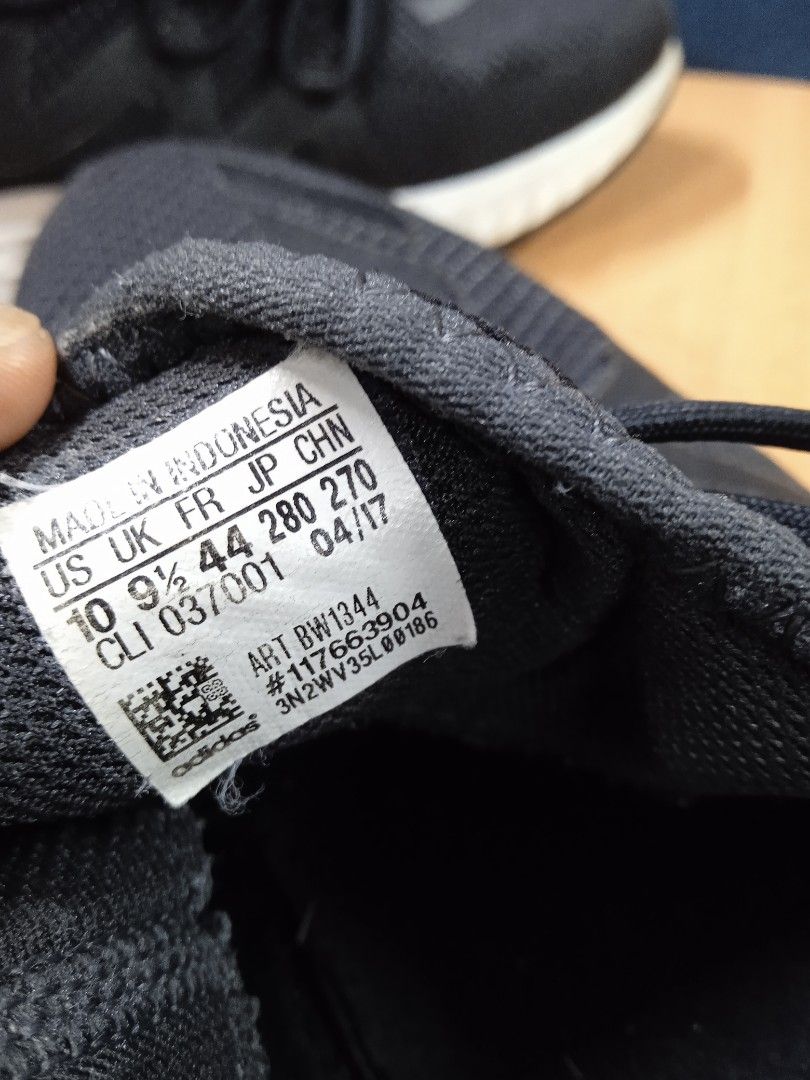 MADE IN INDONESIA
US UK FR JP CHN
10 9½ 44 280 270
CLI 037001 04/17
ART BW1344
#117663904
3N2WV35L00186
adidas